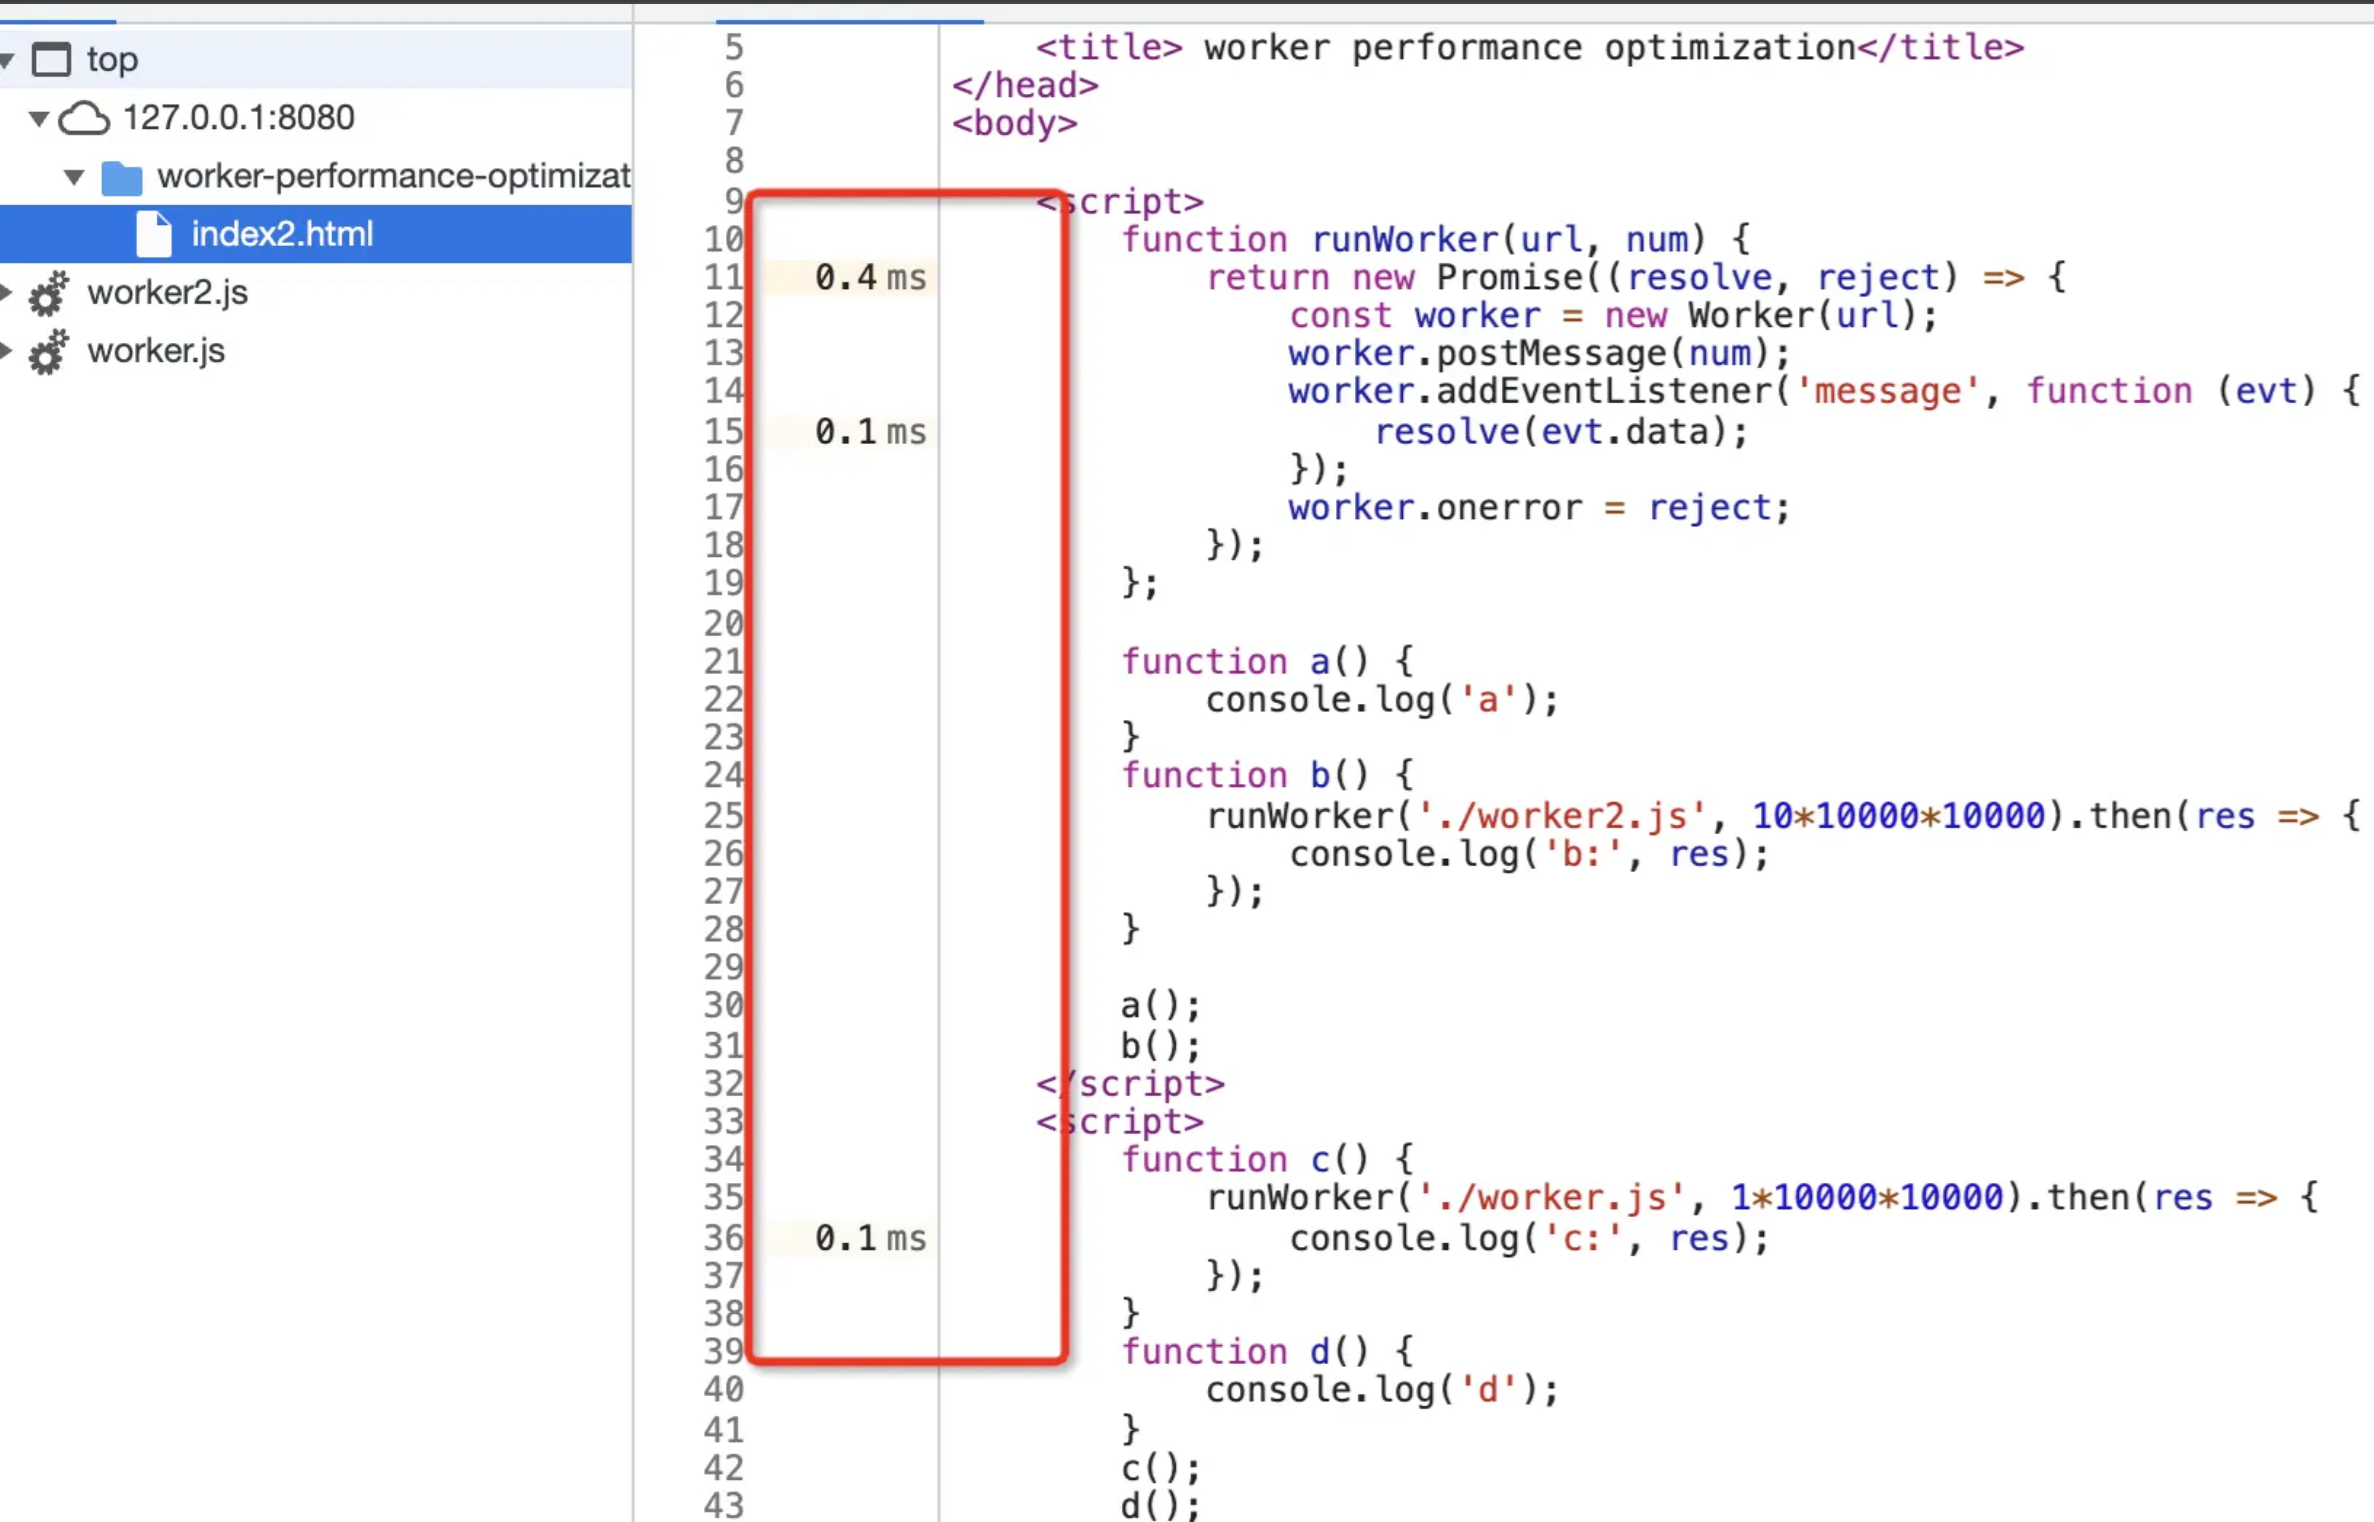 top
127.0.0.1:8080
worker-performance-optimizat
index2.html
worker2.js
worker.js
5 <title> worker performance optimization</title>
6 </head>
7 <body>
8
9 <script>
10 function runWorker(url, num) {
11 0.4 ms return new Promise((resolve, reject) => {
12 const worker = new Worker(url);
13 worker.postMessage(num);
14 worker.addEventListener('message', function (evt) {
15 0.1 ms resolve(evt.data);
16 });
17 worker.onerror = reject;
18 });
19 };
20
21 function a() {
22 console.log('a');
23 }
24 function b() {
25 runWorker('./worker2.js', 10*10000*10000).then(res => {
26 console.log('b:', res);
27 });
28 }
29
30 a();
31 b();
32 </script>
33 <script>
34 function c() {
35 runWorker('./worker.js', 1*10000*10000).then(res => {
36 0.1 ms console.log('c:', res);
37 });
38 }
39 function d() {
40 console.log('d');
41 }
42 c();
43 d();